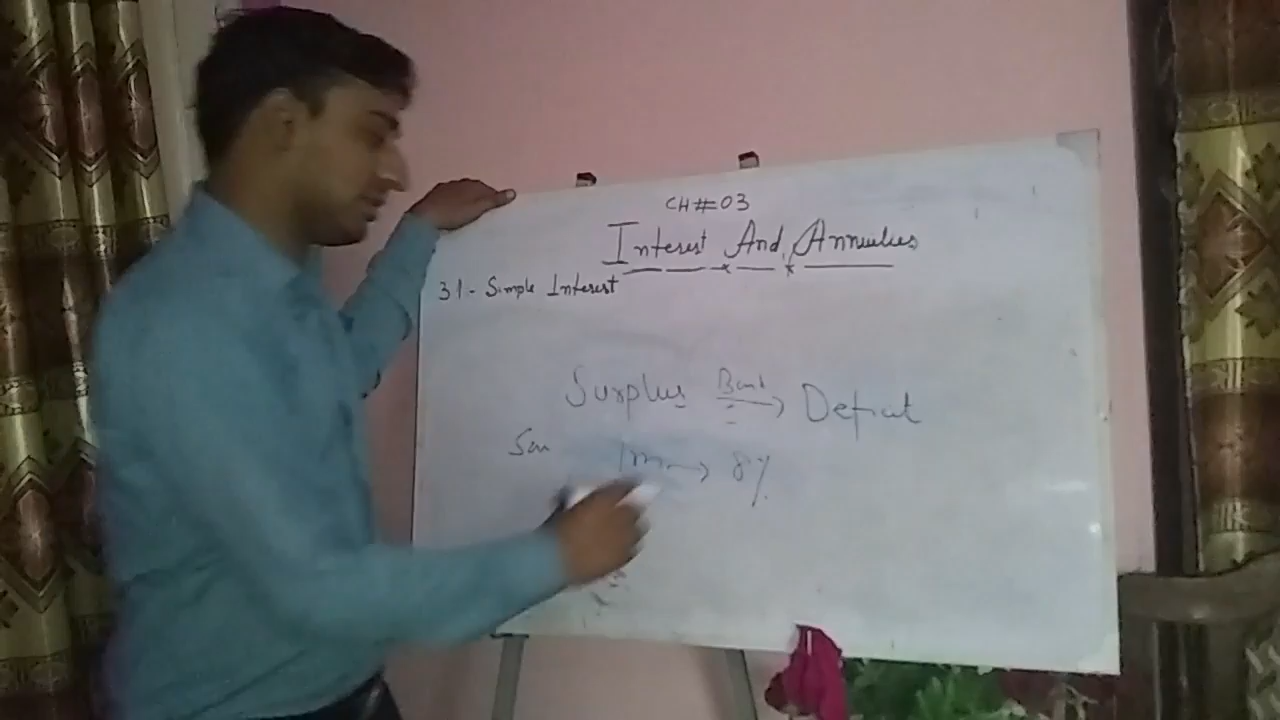 CH#03
Interest And Annuities
3.1- Simple Interest
Surplus Bank Deficit
8%